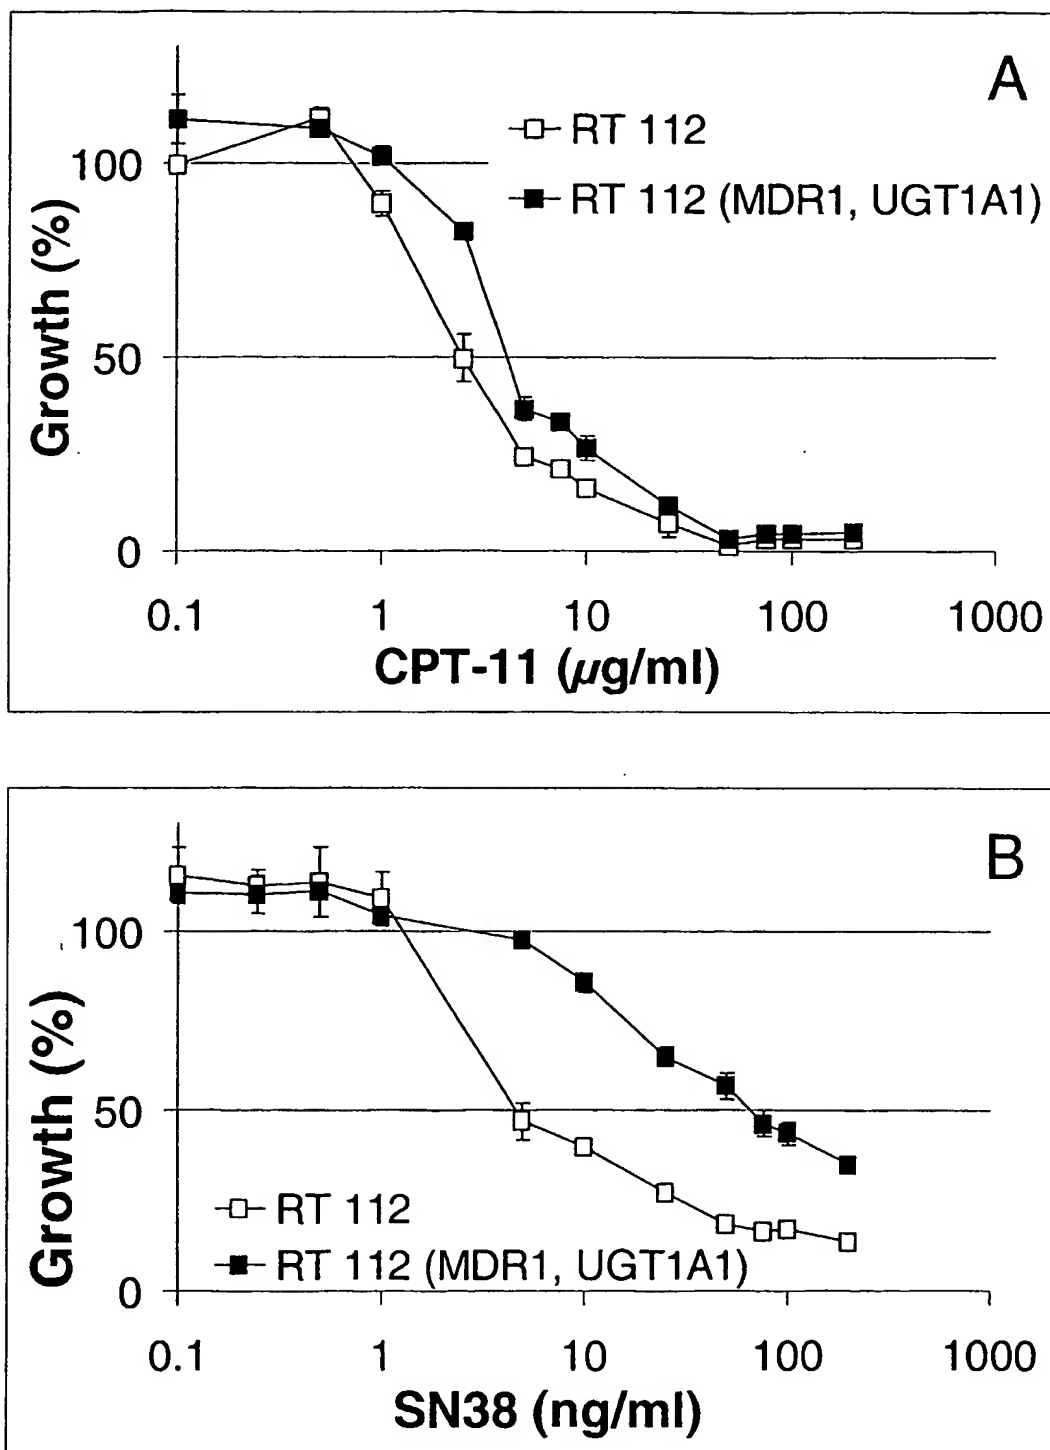 A
RT 112
RT 112 (MDR1, UGT1A1)
Growth (%)
100
50
0
0.1 1 10 100 1000
CPT-11 (µg/ml)
B
Growth (%)
100
50
0
RT 112
RT 112 (MDR1, UGT1A1)
0.1 1 10 100 1000
SN38 (ng/ml)